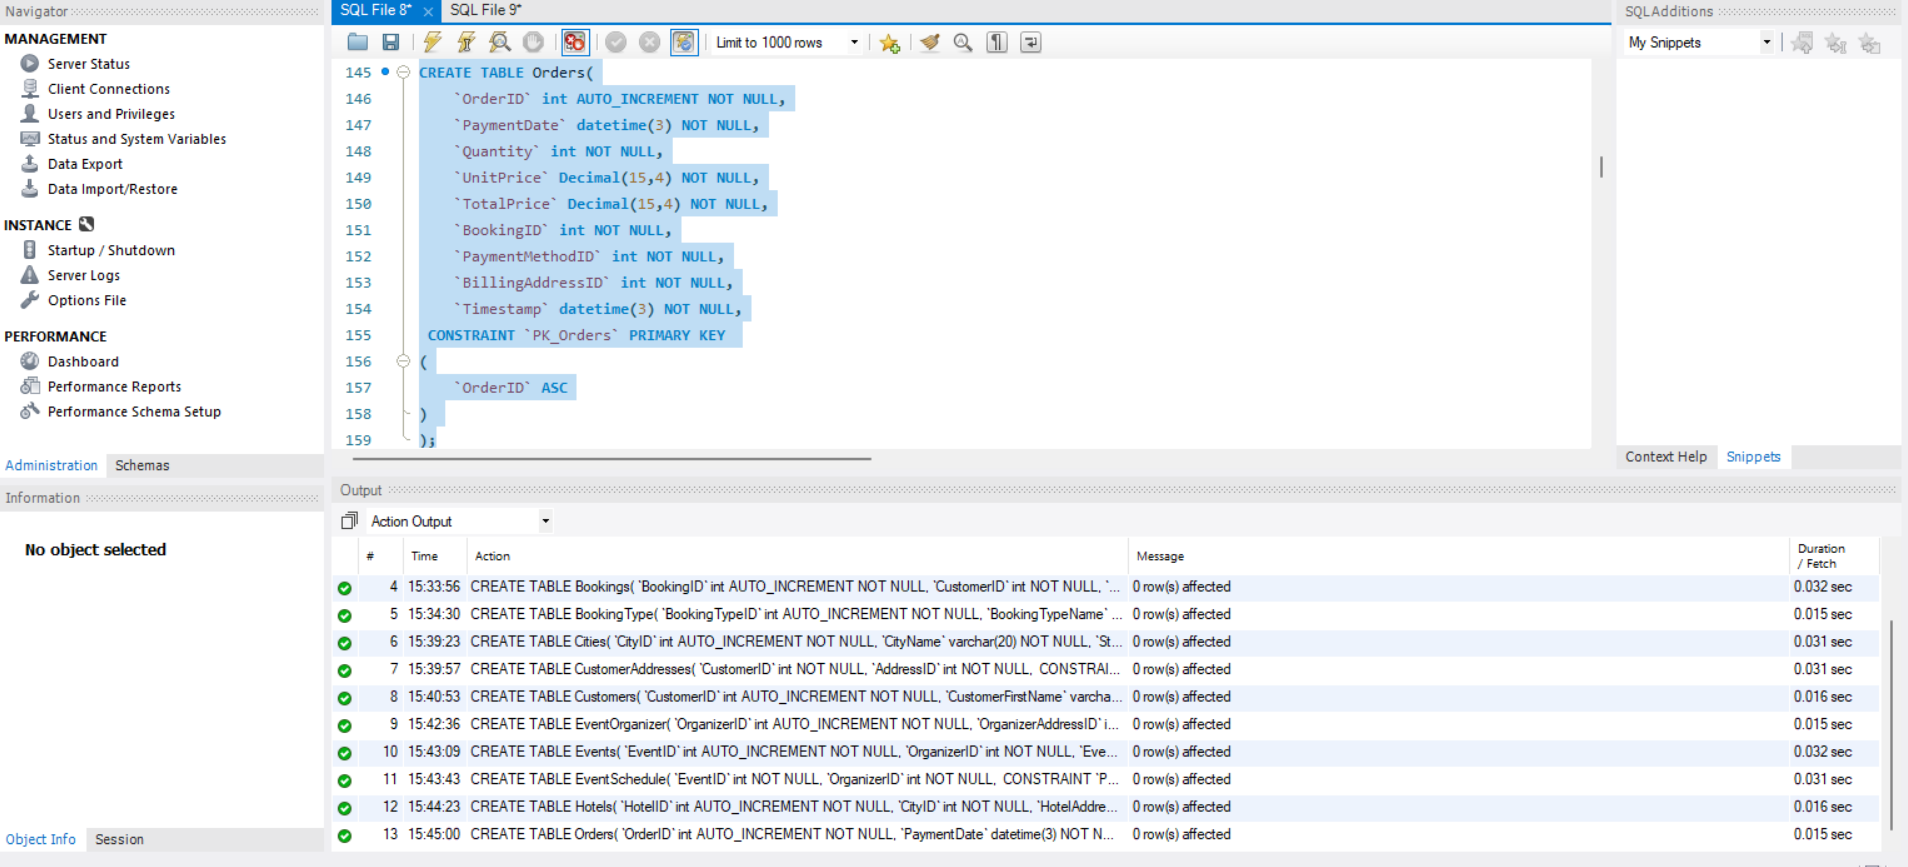 Navigator
MANAGEMENT
Server Status
Client Connections
Users and Privileges
Status and System Variables
Data Export
Data Import/Restore
INSTANCE
Startup / Shutdown
Server Logs
Options File
PERFORMANCE
Dashboard
Performance Reports
Performance Schema Setup
Administration Schemas
Information
No object selected
Object Info Session
SQL File 8* × SQL File 9*
Limit to 1000 rows
145 CREATE TABLE Orders(
146 `OrderID` int AUTO_INCREMENT NOT NULL,
147 `PaymentDate` datetime(3) NOT NULL,
148 `Quantity` int NOT NULL,
149 `UnitPrice` Decimal(15,4) NOT NULL,
150 `TotalPrice` Decimal(15,4) NOT NULL,
151 `BookingID` int NOT NULL,
152 `PaymentMethodID` int NOT NULL,
153 `BillingAddressID` int NOT NULL,
154 `Timestamp` datetime(3) NOT NULL,
155 CONSTRAINT `PK_Orders` PRIMARY KEY
156 (
157 `OrderID` ASC
158 )
159 );
SQLAdditions
My Snippets
Context Help Snippets
Output
Action Output
# Time Action Message Duration / Fetch
4 15:33:56 CREATE TABLE Bookings( `BookingID` int AUTO_INCREMENT NOT NULL, `CustomerID` int NOT NULL, `... 0 row(s) affected 0.032 sec
5 15:34:30 CREATE TABLE BookingType( `BookingTypeID` int AUTO_INCREMENT NOT NULL, `BookingTypeName` ... 0 row(s) affected 0.015 sec
6 15:39:23 CREATE TABLE Cities( `CityID` int AUTO_INCREMENT NOT NULL, `CityName` varchar(20) NOT NULL, `St... 0 row(s) affected 0.031 sec
7 15:39:57 CREATE TABLE CustomerAddresses( `CustomerID` int NOT NULL, `AddressID` int NOT NULL, CONSTRAI... 0 row(s) affected 0.031 sec
8 15:40:53 CREATE TABLE Customers( `CustomerID` int AUTO_INCREMENT NOT NULL, `CustomerFirstName` varcha... 0 row(s) affected 0.016 sec
9 15:42:36 CREATE TABLE EventOrganizer( `OrganizerID` int AUTO_INCREMENT NOT NULL, `OrganizerAddressID` i... 0 row(s) affected 0.015 sec
10 15:43:09 CREATE TABLE Events( `EventID` int AUTO_INCREMENT NOT NULL, `OrganizerID` int NOT NULL, `Eve... 0 row(s) affected 0.032 sec
11 15:43:43 CREATE TABLE EventSchedule( `EventID` int NOT NULL, `OrganizerID` int NOT NULL, CONSTRAINT `P... 0 row(s) affected 0.031 sec
12 15:44:23 CREATE TABLE Hotels( `HotelID` int AUTO_INCREMENT NOT NULL, `CityID` int NOT NULL, `HotelAddre... 0 row(s) affected 0.016 sec
13 15:45:00 CREATE TABLE Orders( `OrderID` int AUTO_INCREMENT NOT NULL, `PaymentDate` datetime(3) NOT N... 0 row(s) affected 0.015 sec